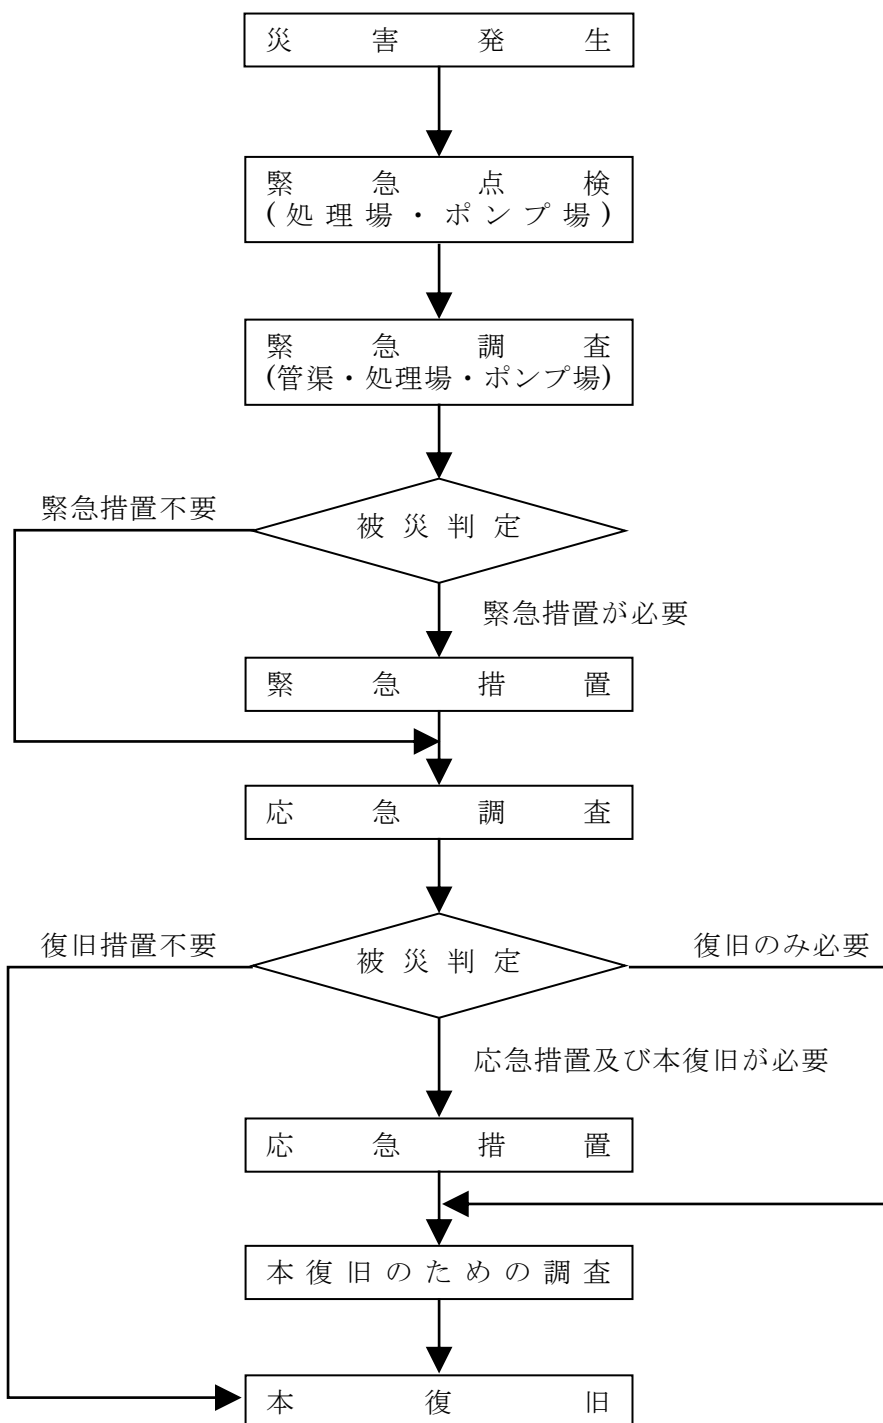 災害発生
緊急点検
(処理場・ポンプ場)
緊急調査
(管渠・処理場・ポンプ場)
被災判定
緊急措置不要
緊急措置が必要
緊急措置
応急調査
被災判定
復旧措置不要
復旧のみ必要
応急措置及び本復旧が必要
応急措置
本復旧のための調査
本復旧